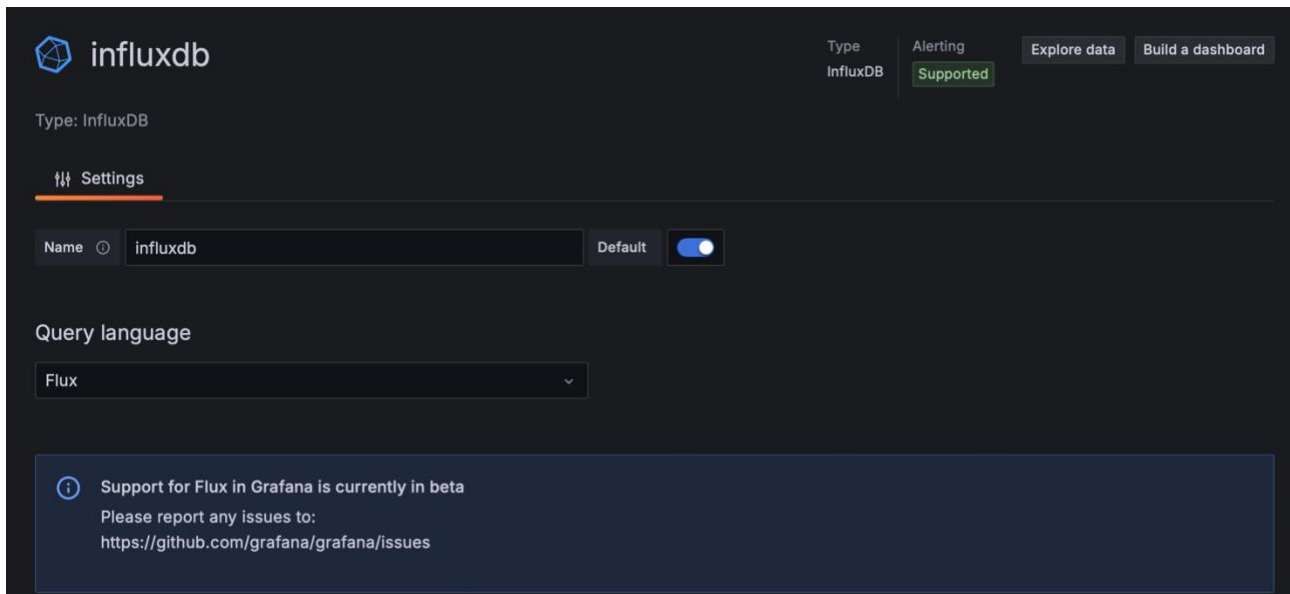 influxdb
Type
InfluxDB
Alerting
Supported
Explore data
Build a dashboard
Type: InfluxDB
Settings
Name
influxdb
Default
Query language
Flux
Support for Flux in Grafana is currently in beta
Please report any issues to:
https://github.com/grafana/grafana/issues